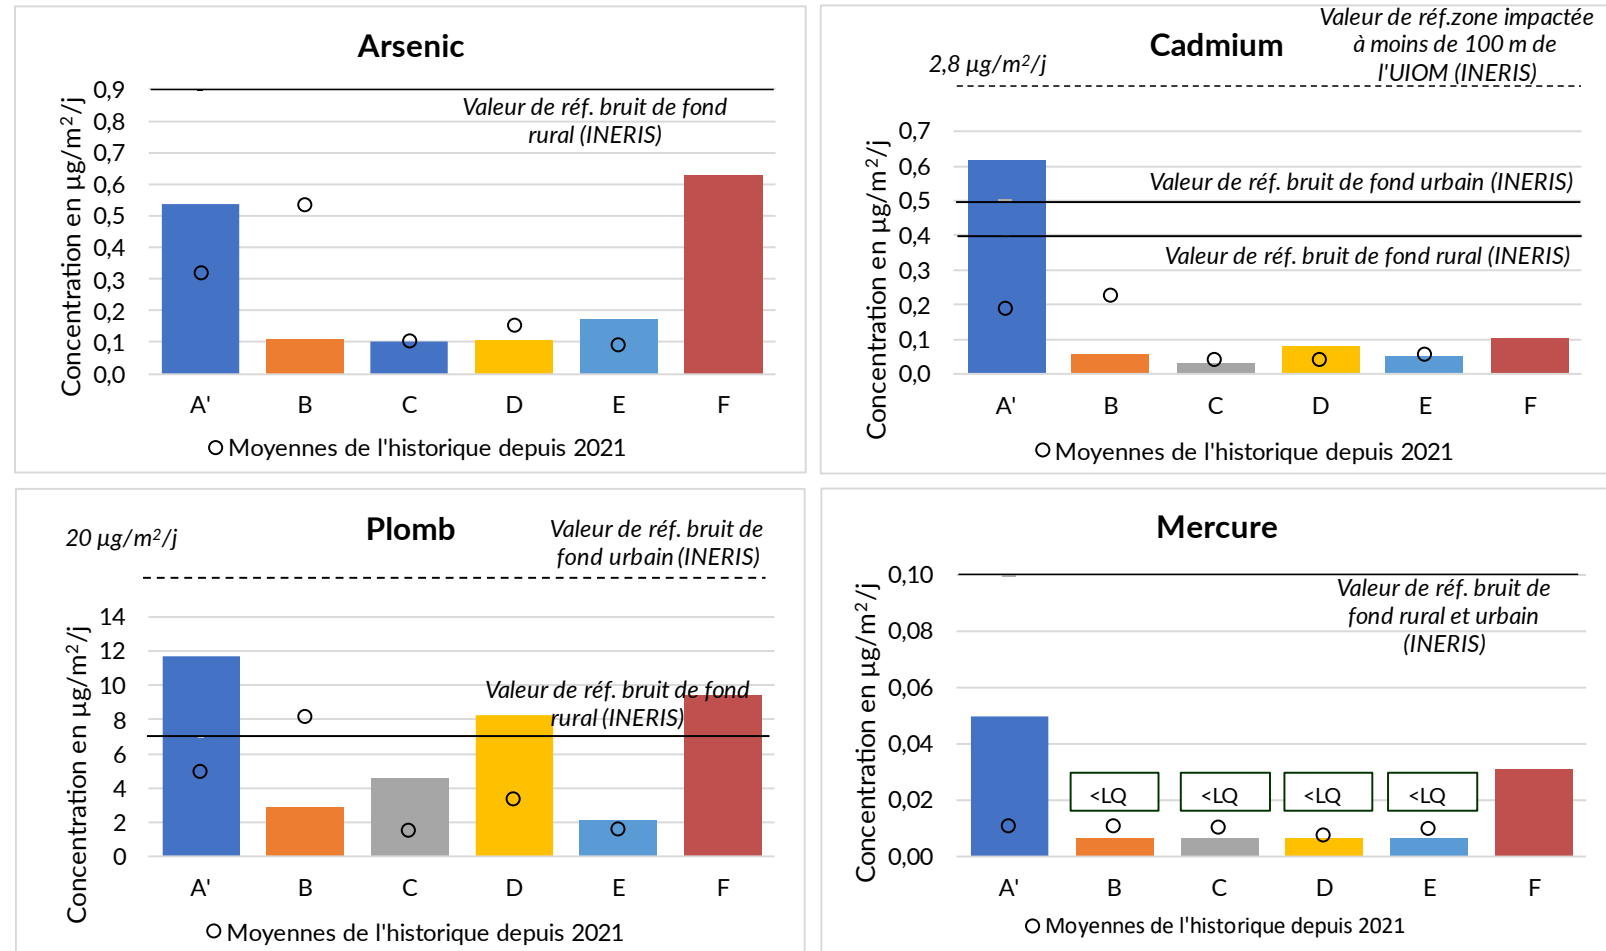 Arsenic
Concentration en µg/m²/j
0,9
0,8
0,7
0,6
0,5
0,4
0,3
0,2
0,1
0,0
Valeur de réf. bruit de fond
rural (INERIS)
A' B C D E F
Moyennes de l'historique depuis 2021
Cadmium
2,8 µg/m²/j
Valeur de réf.zone impactée
à moins de 100 m de
l'UIOM (INERIS)
Concentration en µg/m²/j
0,7
0,6
0,5
0,4
0,3
0,2
0,1
0,0
Valeur de réf. bruit de fond urbain (INERIS)
Valeur de réf. bruit de fond rural (INERIS)
A' B C D E F
Moyennes de l'historique depuis 2021
Plomb
20 µg/m²/j
Valeur de réf. bruit de
fond urbain (INERIS)
Concentration en µg/m²/j
14
12
10
8
6
4
2
0
Valeur de réf. bruit de fond
rural (INERIS)
A' B C D E F
Moyennes de l'historique depuis 2021
Mercure
Concentration en µg/m²/j
0,10
0,08
0,06
0,04
0,02
0,00
Valeur de réf. bruit de
fond rural et urbain
(INERIS)
<LQ <LQ <LQ <LQ
A' B C D E F
Moyennes de l'historique depuis 2021